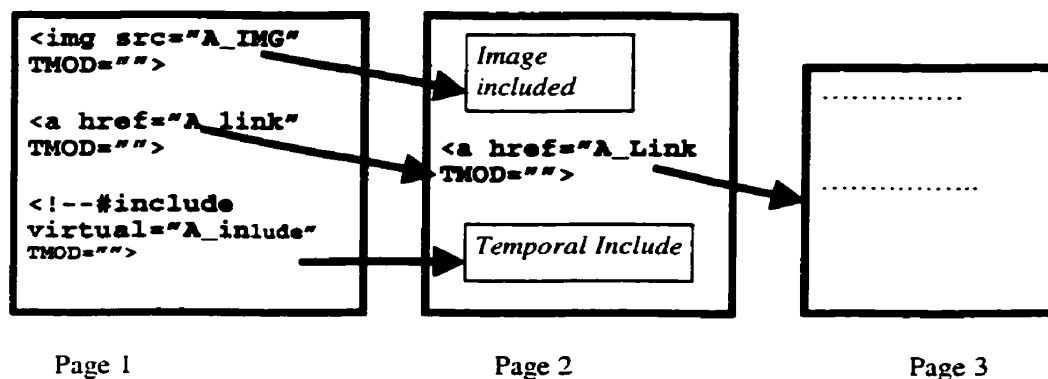 <img src="A_IMG"
TMOD="">
<a href="A_link"
TMOD="">
<!--#include
virtual="A_inlude"
TMOD="">
Image
included
<a href="A_Link
TMOD="">
Temporal Include
...............
.................
Page 1
Page 2
Page 3